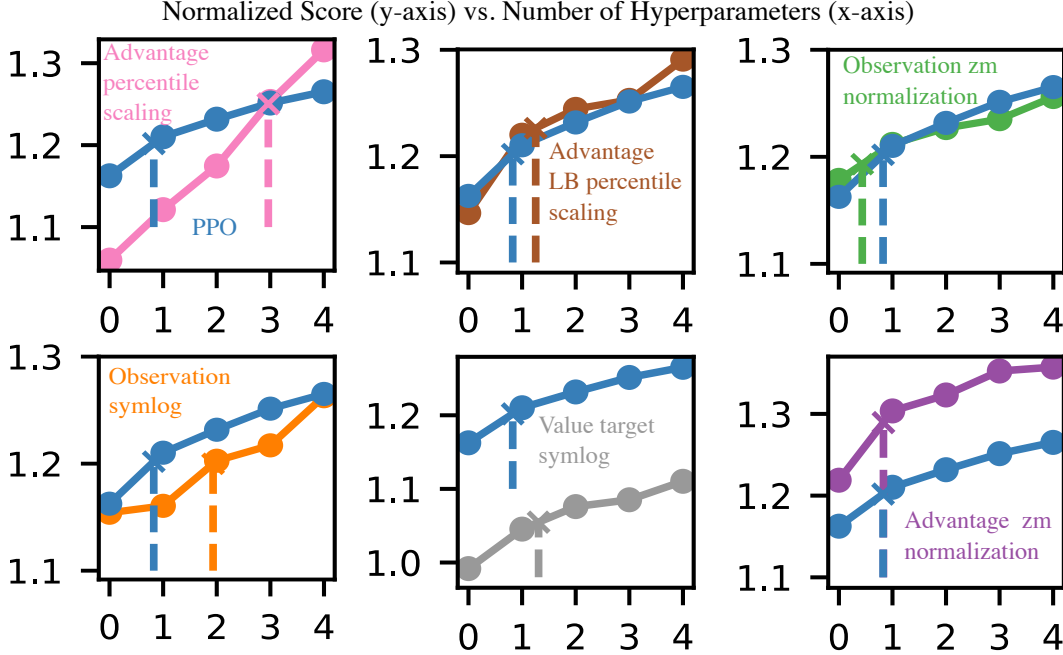 Normalized Score (y-axis) vs. Number of Hyperparameters (x-axis)
1.3
1.2
1.1
Advantage
percentile
scaling
PPO
0 1 2 3 4
1.3
1.2
1.1
Advantage
LB percentile
scaling
0 1 2 3 4
1.3
1.2
1.1
Observation zm
normalization
0 1 2 3 4
1.3
1.2
1.1
Observation
symlog
0 1 2 3 4
1.2
1.1
1.0
Value target
symlog
0 1 2 3 4
1.3
1.2
1.1
Advantage zm
normalization
0 1 2 3 4